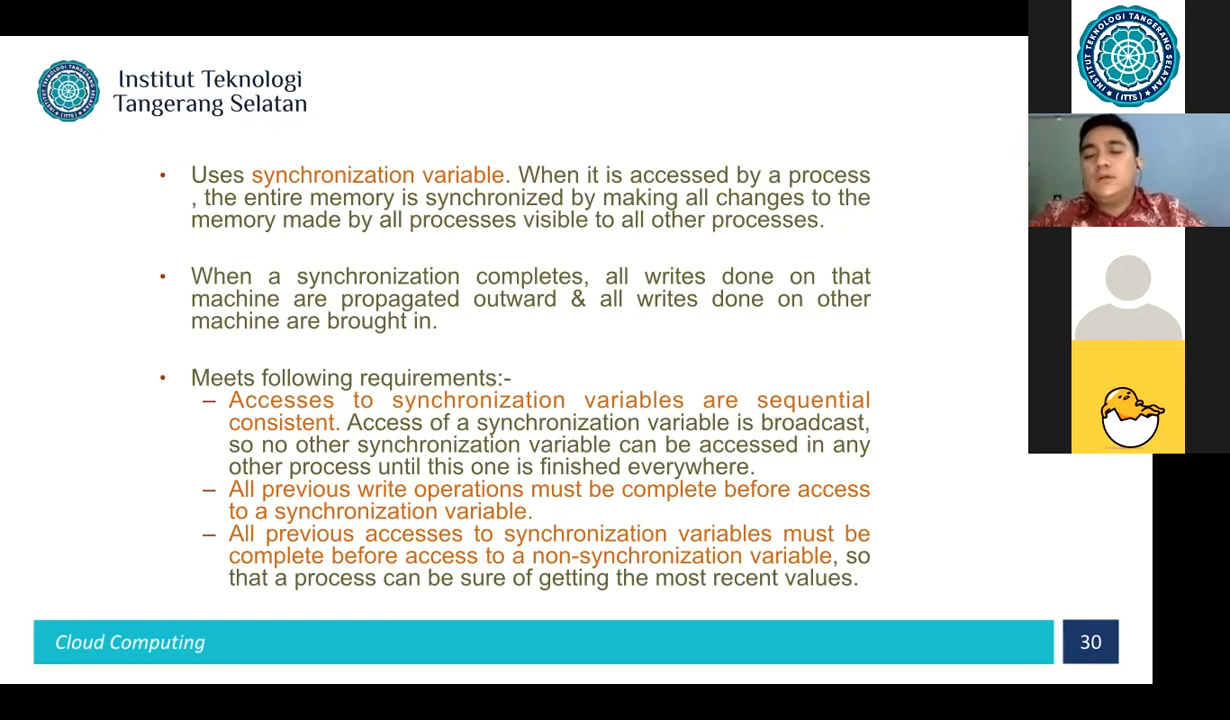 Institut Teknologi
Tangerang Selatan
• Uses synchronization variable. When it is accessed by a process
, the entire memory is synchronized by making all changes to the
memory made by all processes visible to all other processes.
• When a synchronization completes, all writes done on that
machine are propagated outward & all writes done on other
machine are brought in.
• Meets following requirements:-
– Accesses to synchronization variables are sequential
consistent. Access of a synchronization variable is broadcast,
so no other synchronization variable can be accessed in any
other process until this one is finished everywhere.
– All previous write operations must be complete before access
to a synchronization variable.
– All previous accesses to synchronization variables must be
complete before access to a non-synchronization variable, so
that a process can be sure of getting the most recent values.
Cloud Computing
30
INSTITUT TEKNOLOGI TANGERANG SELATAN
(ITTS)